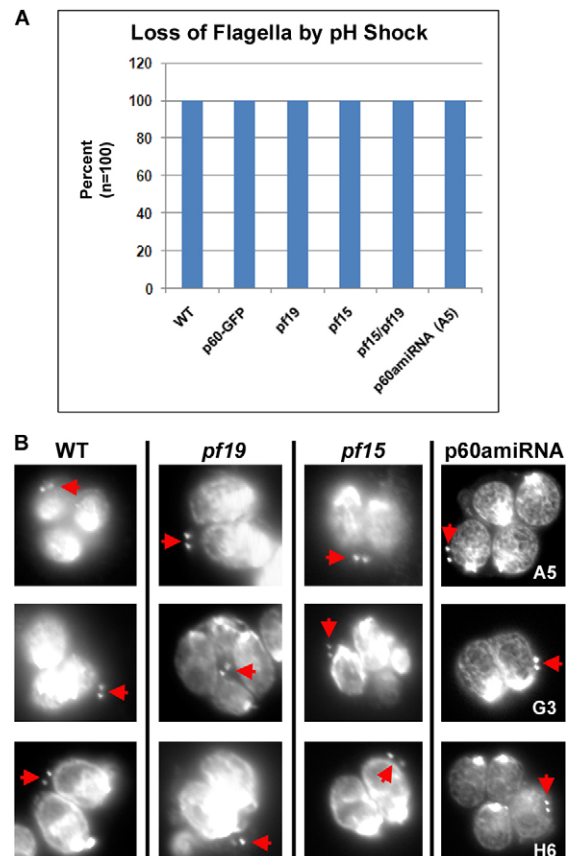 A
Loss of Flagella by pH Shock
120
100
80
60
40
20
0
Percent
(n=100)
WT
p60-GFP
pf19
pf15
pf15/pf19
p60amiRNA (A5)
B
WT
pf19
pf15
p60amiRNA
A5
G3
H6